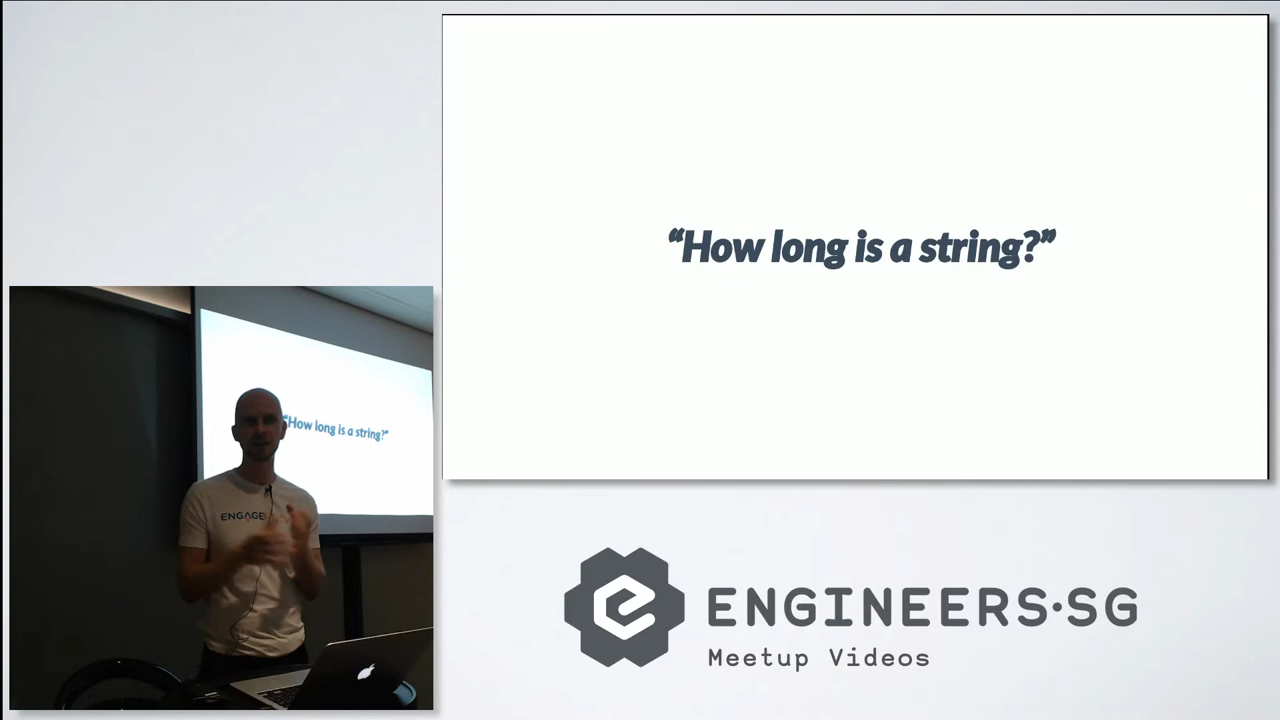 “How long is a string?”
“How long is a string?”
ENGAGE
ENGINEERS·SG
Meetup Videos